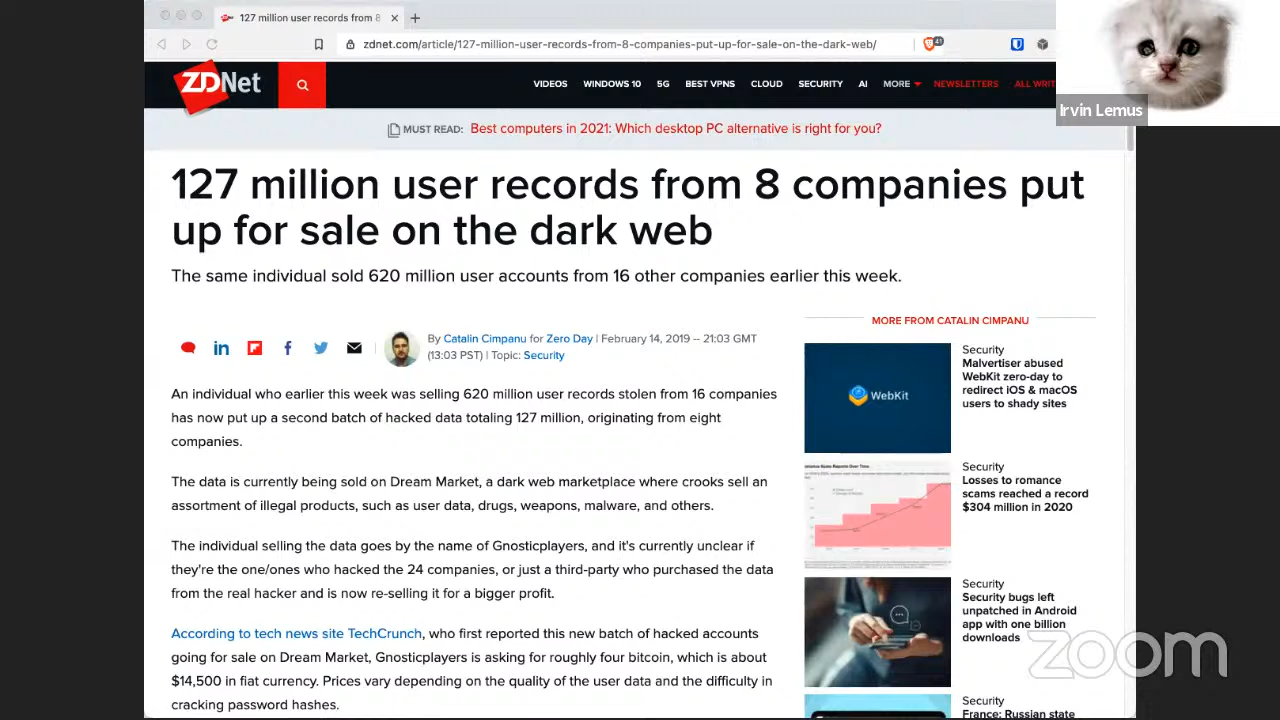 127 million user records from 8
zdnet.com/article/127-million-user-records-from-8-companies-put-up-for-sale-on-the-dark-web/
41
Irvin Lemus
ZDNet
VIDEOS WINDOWS 10 5G BEST VPNS CLOUD SECURITY AI MORE NEWSLETTERS ALL WRIT
MUST READ: Best computers in 2021: Which desktop PC alternative is right for you?
127 million user records from 8 companies put
up for sale on the dark web
The same individual sold 620 million user accounts from 16 other companies earlier this week.
By Catalin Cimpanu for Zero Day | February 14, 2019 -- 21:03 GMT
(13:03 PST) | Topic: Security
An individual who earlier this week was selling 620 million user records stolen from 16 companies
has now put up a second batch of hacked data totaling 127 million, originating from eight
companies.
The data is currently being sold on Dream Market, a dark web marketplace where crooks sell an
assortment of illegal products, such as user data, drugs, weapons, malware, and others.
The individual selling the data goes by the name of Gnosticplayers, and it's currently unclear if
they're the one/ones who hacked the 24 companies, or just a third-party who purchased the data
from the real hacker and is now re-selling it for a bigger profit.
According to tech news site TechCrunch, who first reported this new batch of hacked accounts
going for sale on Dream Market, Gnosticplayers is asking for roughly four bitcoin, which is about
$14,500 in fiat currency. Prices vary depending on the quality of the user data and the difficulty in
cracking password hashes.
MORE FROM CATALIN CIMPANU
WebKit
Security
Malvertiser abused
WebKit zero-day to
redirect iOS & macOS
users to shady sites
Security
Losses to romance
scams reached a record
$304 million in 2020
Security
Security bugs left
unpatched in Android
app with one billion
downloads
Security
France: Russian state
zoom